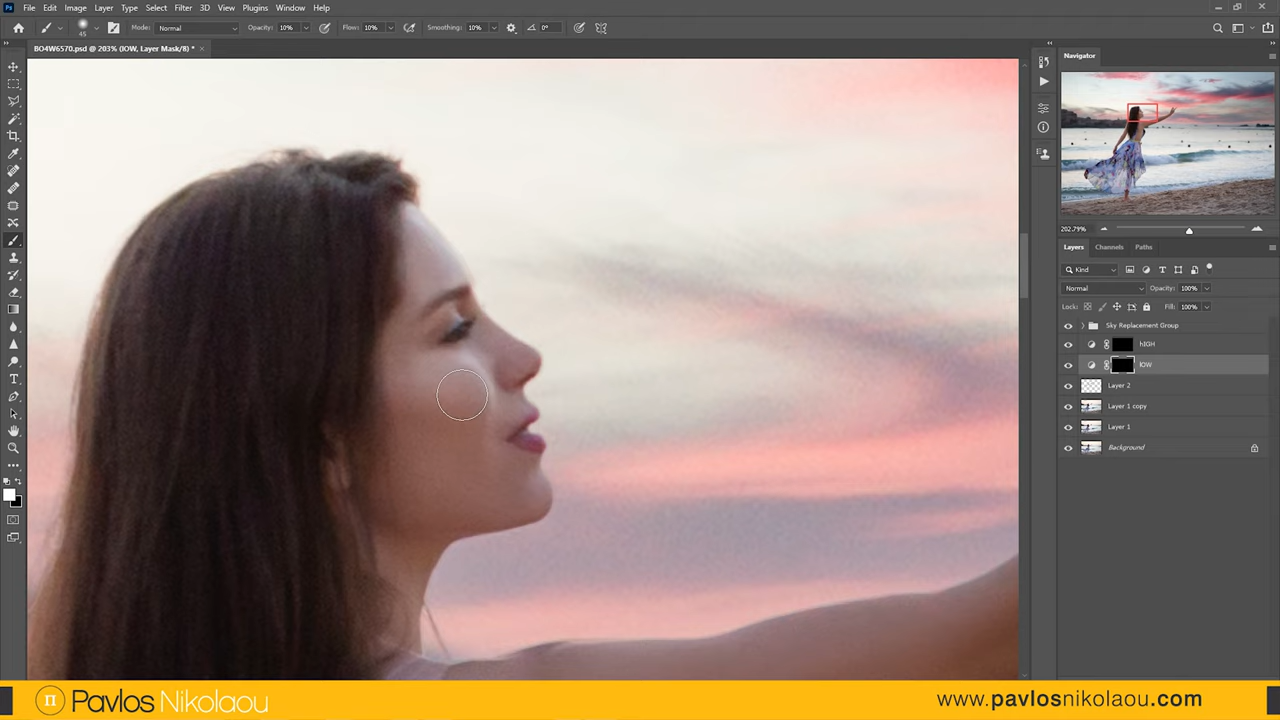 Ps File Edit Image Layer Type Select Filter 3D View Plugins Window Help
45 Mode: Normal Opacity: 10% Flow: 10% Smoothing: 10% 0°
BO4W6570.psd @ 203% (lOW, Layer Mask/8) * ×
Navigator
202.79%
Layers Channels Paths
Kind
Normal Opacity: 100%
Lock: Fill: 100%
Sky Replacement Group
hIGH
lOW
Layer 2
Layer 1 copy
Layer 1
Background
π Pavlos Nikolaou
www.pavlosnikolaou.com